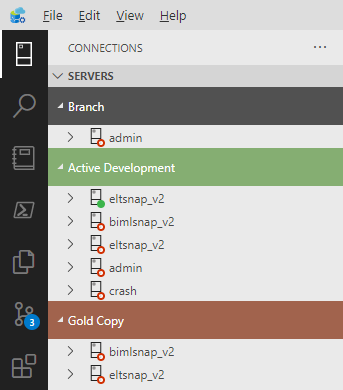 File Edit View Help
CONNECTIONS ...
SERVERS
Branch
admin
Active Development
eltsnap_v2
bimlsnap_v2
eltsnap_v2
admin
crash
3
Gold Copy
bimlsnap_v2
eltsnap_v2